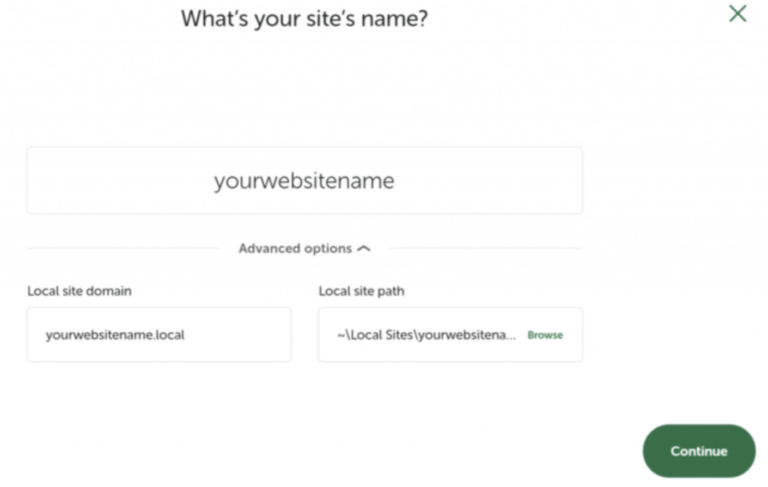 What's your site's name?
yourwebsitename
Advanced options
Local site domain
Local site path
yourwebsitename.local
~\Local Sites\yourwebsitena... Browse
Continue